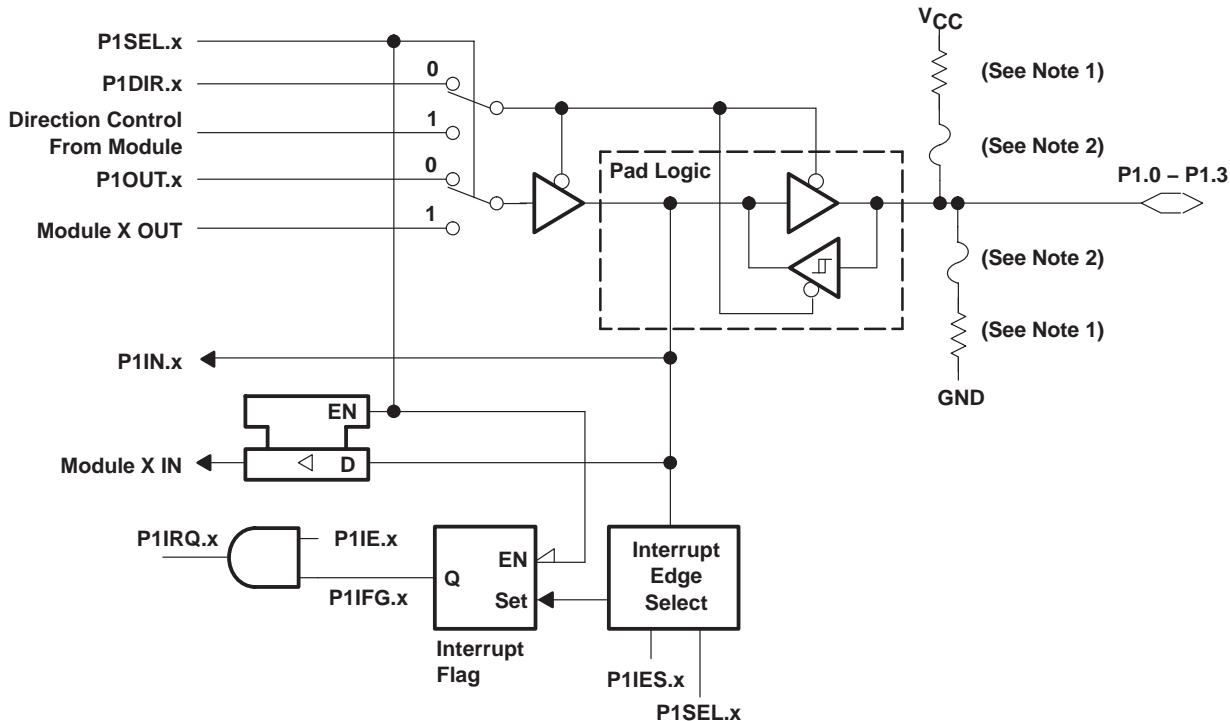 VCC
P1SEL.x
(See Note 1)
0
P1DIR.x
Direction Control
From Module
1
(See Note 2)
Pad Logic
P1.0 – P1.3
0
P1OUT.x
1
Module X OUT
(See Note 2)
(See Note 1)
P1IN.x
GND
EN
Module X IN
D
P1IRQ.x
P1IE.x
EN
Interrupt
Edge
Select
Q
P1IFG.x
Set
Interrupt
Flag
P1IES.x
P1SEL.x